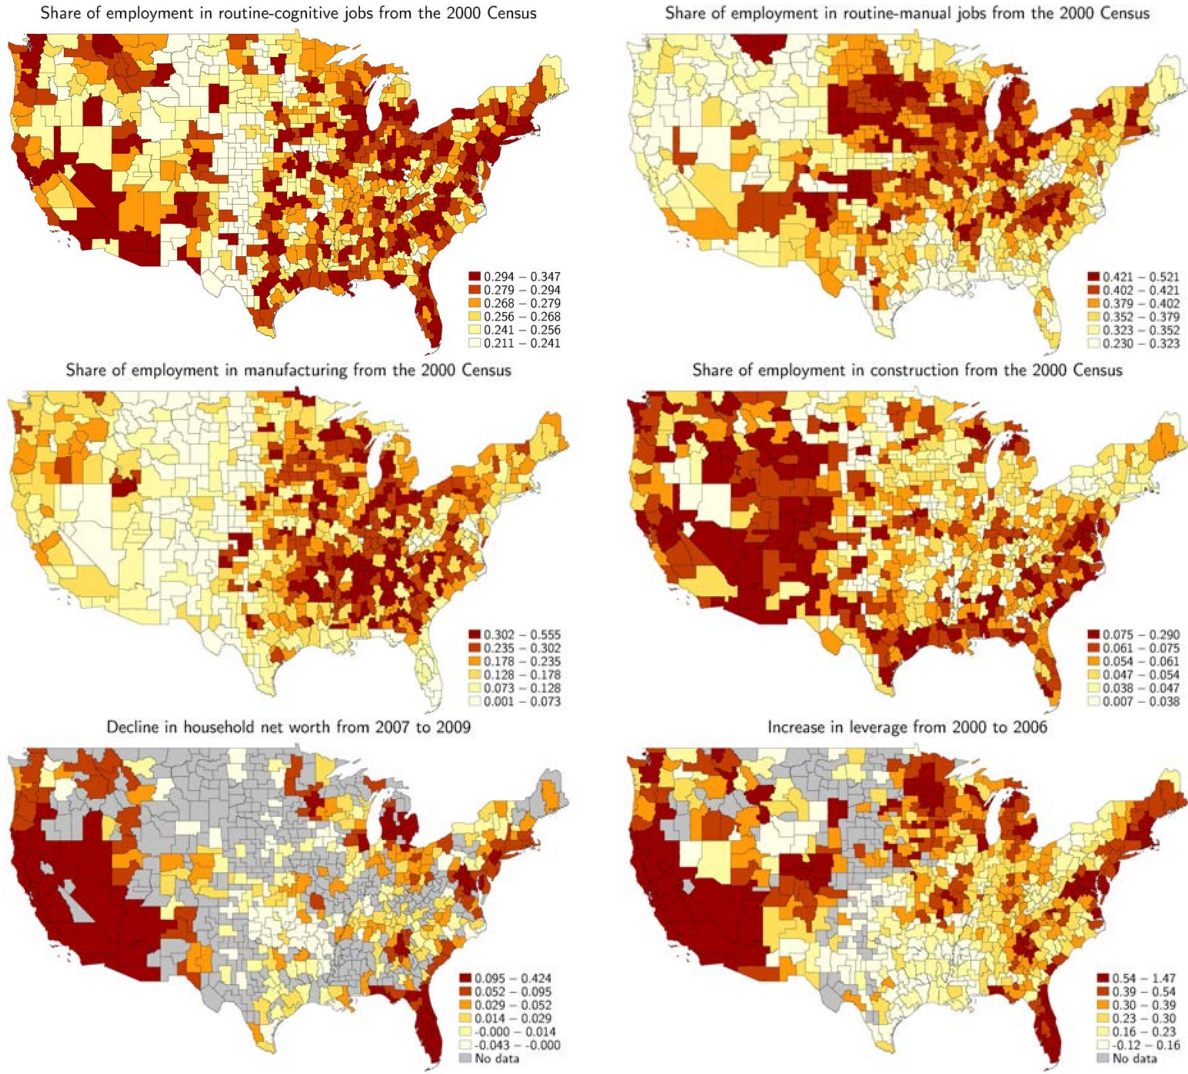 Share of employment in routine-cognitive jobs from the 2000 Census
0.294 – 0.347
0.279 – 0.294
0.268 – 0.279
0.256 – 0.268
0.241 – 0.256
0.211 – 0.241
Share of employment in routine-manual jobs from the 2000 Census
0.421 – 0.521
0.402 – 0.421
0.379 – 0.402
0.352 – 0.379
0.323 – 0.352
0.230 – 0.323
Share of employment in manufacturing from the 2000 Census
0.302 – 0.555
0.235 – 0.302
0.178 – 0.235
0.128 – 0.178
0.073 – 0.128
0.001 – 0.073
Share of employment in construction from the 2000 Census
0.075 – 0.290
0.061 – 0.075
0.054 – 0.061
0.047 – 0.054
0.038 – 0.047
0.007 – 0.038
Decline in household net worth from 2007 to 2009
0.095 – 0.424
0.052 – 0.095
0.029 – 0.052
0.014 – 0.029
-0.000 – 0.014
-0.043 – -0.000
No data
Increase in leverage from 2000 to 2006
0.54 – 1.47
0.39 – 0.54
0.30 – 0.39
0.23 – 0.30
0.16 – 0.23
-0.12 – 0.16
No data